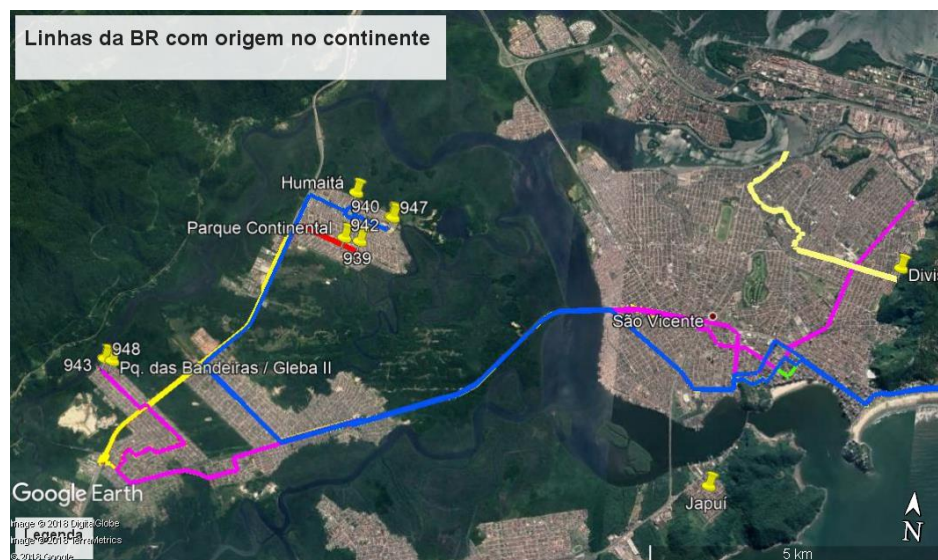 Linhas da BR com origem no continente
Humaitá
940
947
Parque Continental
942
939
São Vicente
Divis
948
943
Pq. das Bandeiras / Gleba II
Japuí
Google Earth
Image © 2018 DigitalGlobe
Legenda
Image © 2018 TerraMetrics
© 2018 Google
N
5 km